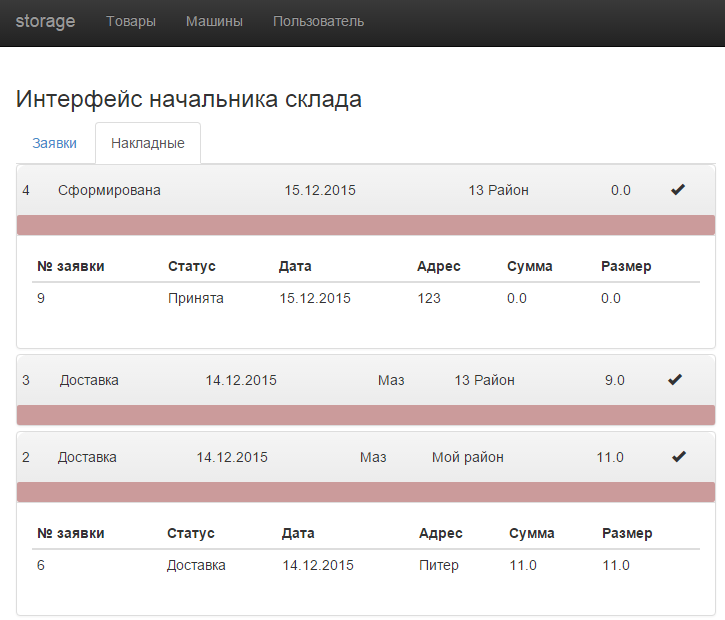 storage Товары Машины Пользователь
Интерфейс начальника склада
Заявки Накладные
4 Сформирована 15.12.2015 13 Район 0.0
№ заявки Статус Дата Адрес Сумма Размер
9 Принята 15.12.2015 123 0.0 0.0
3 Доставка 14.12.2015 Маз 13 Район 9.0
2 Доставка 14.12.2015 Маз Мой район 11.0
№ заявки Статус Дата Адрес Сумма Размер
6 Доставка 14.12.2015 Питер 11.0 11.0